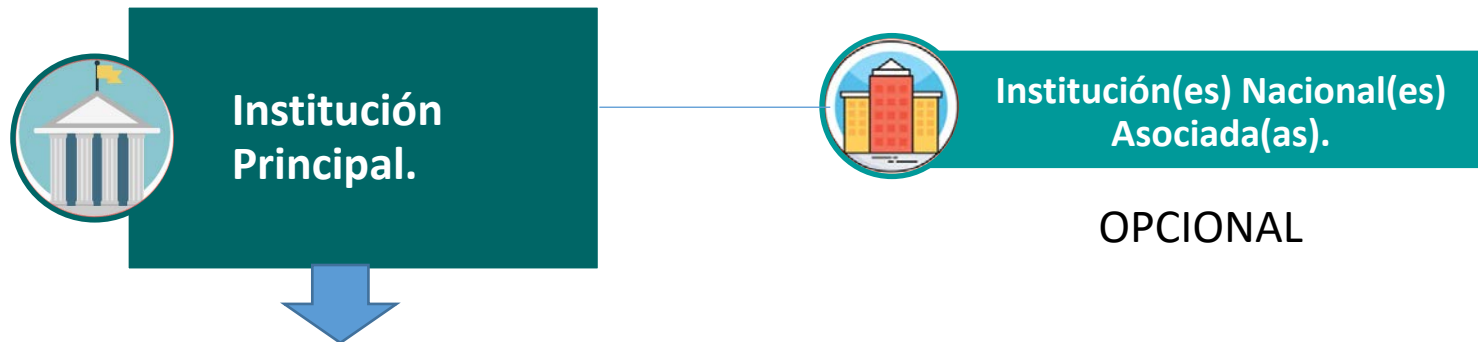 Institución
Principal.
Institución(es) Nacional(es)
Asociada(as).
OPCIONAL